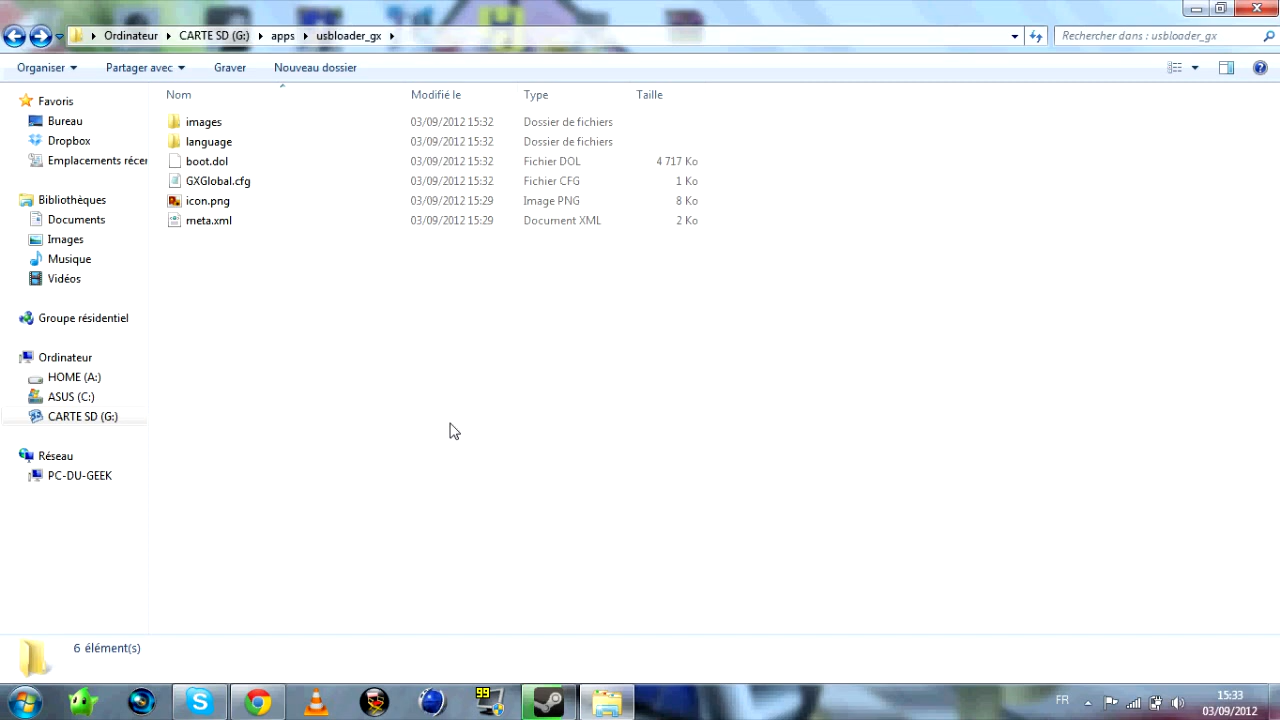 Ordinateur CARTE SD (G:) apps usbloader_gx
Rechercher dans : usbloader_gx
Organiser Partager avec Graver Nouveau dossier
Nom Modifié le Type Taille
images 03/09/2012 15:32 Dossier de fichiers
language 03/09/2012 15:32 Dossier de fichiers
boot.dol 03/09/2012 15:32 Fichier DOL 4 717 Ko
GXGlobal.cfg 03/09/2012 15:32 Fichier CFG 1 Ko
icon.png 03/09/2012 15:29 Image PNG 8 Ko
meta.xml 03/09/2012 15:29 Document XML 2 Ko
Favoris
Bureau
Dropbox
Emplacements récer
Bibliothèques
Documents
Images
Musique
Vidéos
Groupe résidentiel
Ordinateur
HOME (A:)
ASUS (C:)
CARTE SD (G:)
Réseau
PC-DU-GEEK
6 élément(s)
99
FR
15:33
03/09/2012